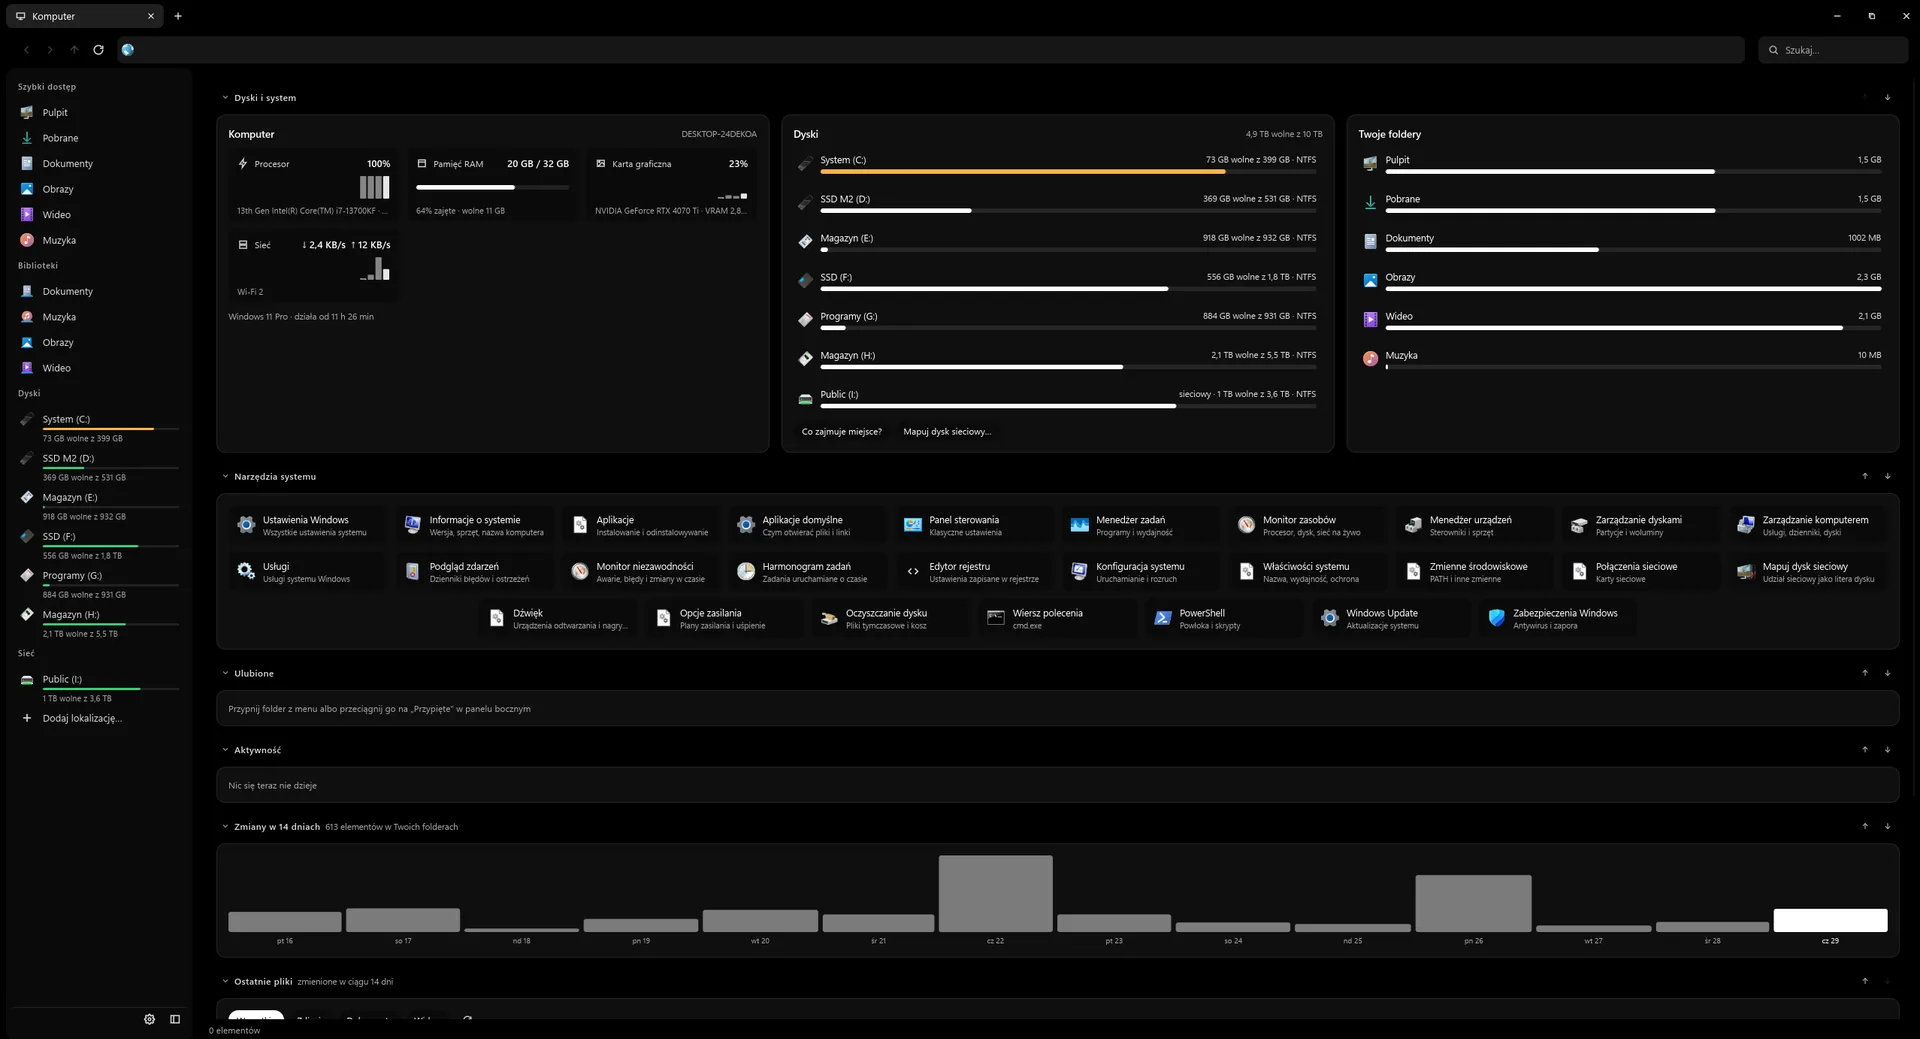 Komputer
Szukaj...
Szybki dostęp
Pulpit
Pobrane
Dokumenty
Obrazy
Wideo
Muzyka
Biblioteki
Dokumenty
Muzyka
Obrazy
Wideo
Dyski
System (C:)
73 GB wolne z 399 GB
SSD M2 (D:)
369 GB wolne z 531 GB
Magazyn (E:)
918 GB wolne z 932 GB
SSD (F:)
556 GB wolne z 1,8 TB
Programy (G:)
884 GB wolne z 931 GB
Magazyn (H:)
2,1 TB wolne z 5,5 TB
Sieć
Public (I:)
1 TB wolne z 3,6 TB
Dodaj lokalizację...
Dyski i system
Komputer DESKTOP-24DEKOA
Procesor 100%
13th Gen Intel(R) Core(TM) i7-13700KF · ...
Pamięć RAM 20 GB / 32 GB
64% zajęte · wolne 11 GB
Karta graficzna 23%
NVIDIA GeForce RTX 4070 Ti · VRAM 2,8...
Sieć ↓ 2,4 KB/s ↑ 12 KB/s
Wi-Fi 2
Windows 11 Pro · działa od 11 h 26 min
Dyski 4,9 TB wolne z 10 TB
System (C:) 73 GB wolne z 399 GB · NTFS
SSD M2 (D:) 369 GB wolne z 531 GB · NTFS
Magazyn (E:) 918 GB wolne z 932 GB · NTFS
SSD (F:) 556 GB wolne z 1,8 TB · NTFS
Programy (G:) 884 GB wolne z 931 GB · NTFS
Magazyn (H:) 2,1 TB wolne z 5,5 TB · NTFS
Public (I:) sieciowy · 1 TB wolne z 3,6 TB · NTFS
Co zajmuje miejsce? Mapuj dysk sieciowy...
Twoje foldery
Pulpit 1,5 GB
Pobrane 1,5 GB
Dokumenty 1002 MB
Obrazy 2,3 GB
Wideo 2,1 GB
Muzyka 10 MB
Narzędzia systemu
Ustawienia Windows
Wszystkie ustawienia systemu
Informacje o systemie
Wersja, sprzęt, nazwa komputera
Aplikacje
Instalowanie i odinstalowywanie
Aplikacje domyślne
Czym otwierać pliki i linki
Panel sterowania
Klasyczne ustawienia
Menedżer zadań
Programy i wydajność
Monitor zasobów
Procesor, dysk, sieć na żywo
Menedżer urządzeń
Sterowniki i sprzęt
Zarządzanie dyskami
Partycje i woluminy
Zarządzanie komputerem
Usługi, dzienniki, dyski
Usługi
Usługi systemu Windows
Podgląd zdarzeń
Dzienniki błędów i ostrzeżeń
Monitor niezawodności
Awarie, błędy i zmiany w czasie
Harmonogram zadań
Zadania uruchamiane o czasie
Edytor rejestru
Ustawienia zapisane w rejestrze
Konfiguracja systemu
Uruchamianie i rozruch
Właściwości systemu
Nazwa, wydajność, ochrona
Zmienne środowiskowe
PATH i inne zmienne
Połączenia sieciowe
Karty sieciowe
Mapuj dysk sieciowy
Udział sieciowy jako litera dysku
Dźwięk
Urządzenia odtwarzania i nagry...
Opcje zasilania
Plany zasilania i uśpienie
Oczyszczanie dysku
Pliki tymczasowe i kosz
Wiersz polecenia
cmd.exe
PowerShell
Powłoka i skrypty
Windows Update
Aktualizacje systemu
Zabezpieczenia Windows
Antywirus i zapora
Ulubione
Przypnij folder z menu albo przeciągnij go na „Przypięte” w panelu bocznym
Aktywność
Nic się teraz nie dzieje
Zmiany w 14 dniach 613 elementów w Twoich folderach
pt 16 so 17 nd 18 pn 19 wt 20 śr 21 cz 22 pt 23 so 24 nd 25 pn 26 wt 27 śr 28 cz 29
Ostatnie pliki zmienione w ciągu 14 dni
0 elementów